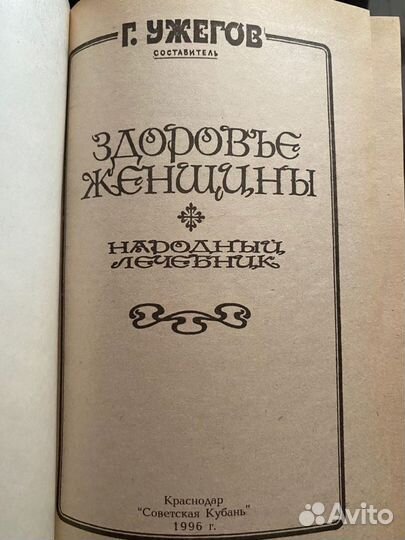 Г. УЖЕГОВ
СОСТАВИТЕЛЬ
ЗДОРОВЬЕ
ЖЕНЩИНЫ
НАРОДНЫЙ
ЛЕЧЕБНИК
Краснодар
"Советская Кубань"
1996 г.
Avito